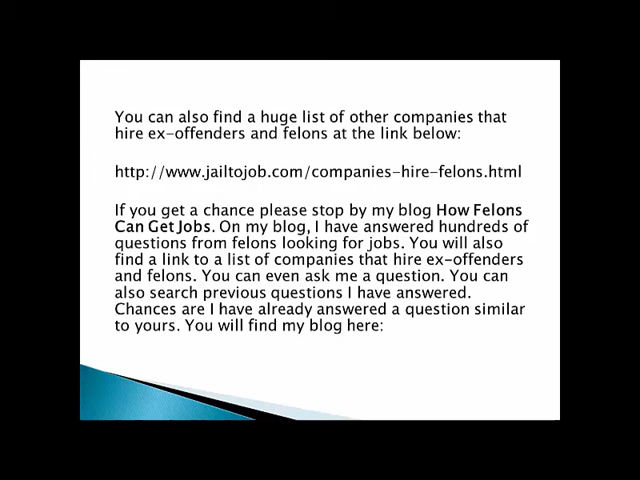 You can also find a huge list of other companies that
hire ex-offenders and felons at the link below:
http://www.jailtojob.com/companies-hire-felons.html
If you get a chance please stop by my blog How Felons
Can Get Jobs. On my blog, I have answered hundreds of
questions from felons looking for jobs. You will also
find a link to a list of companies that hire ex-offenders
and felons. You can even ask me a question. You can
also search previous questions I have answered.
Chances are I have already answered a question similar
to yours. You will find my blog here: